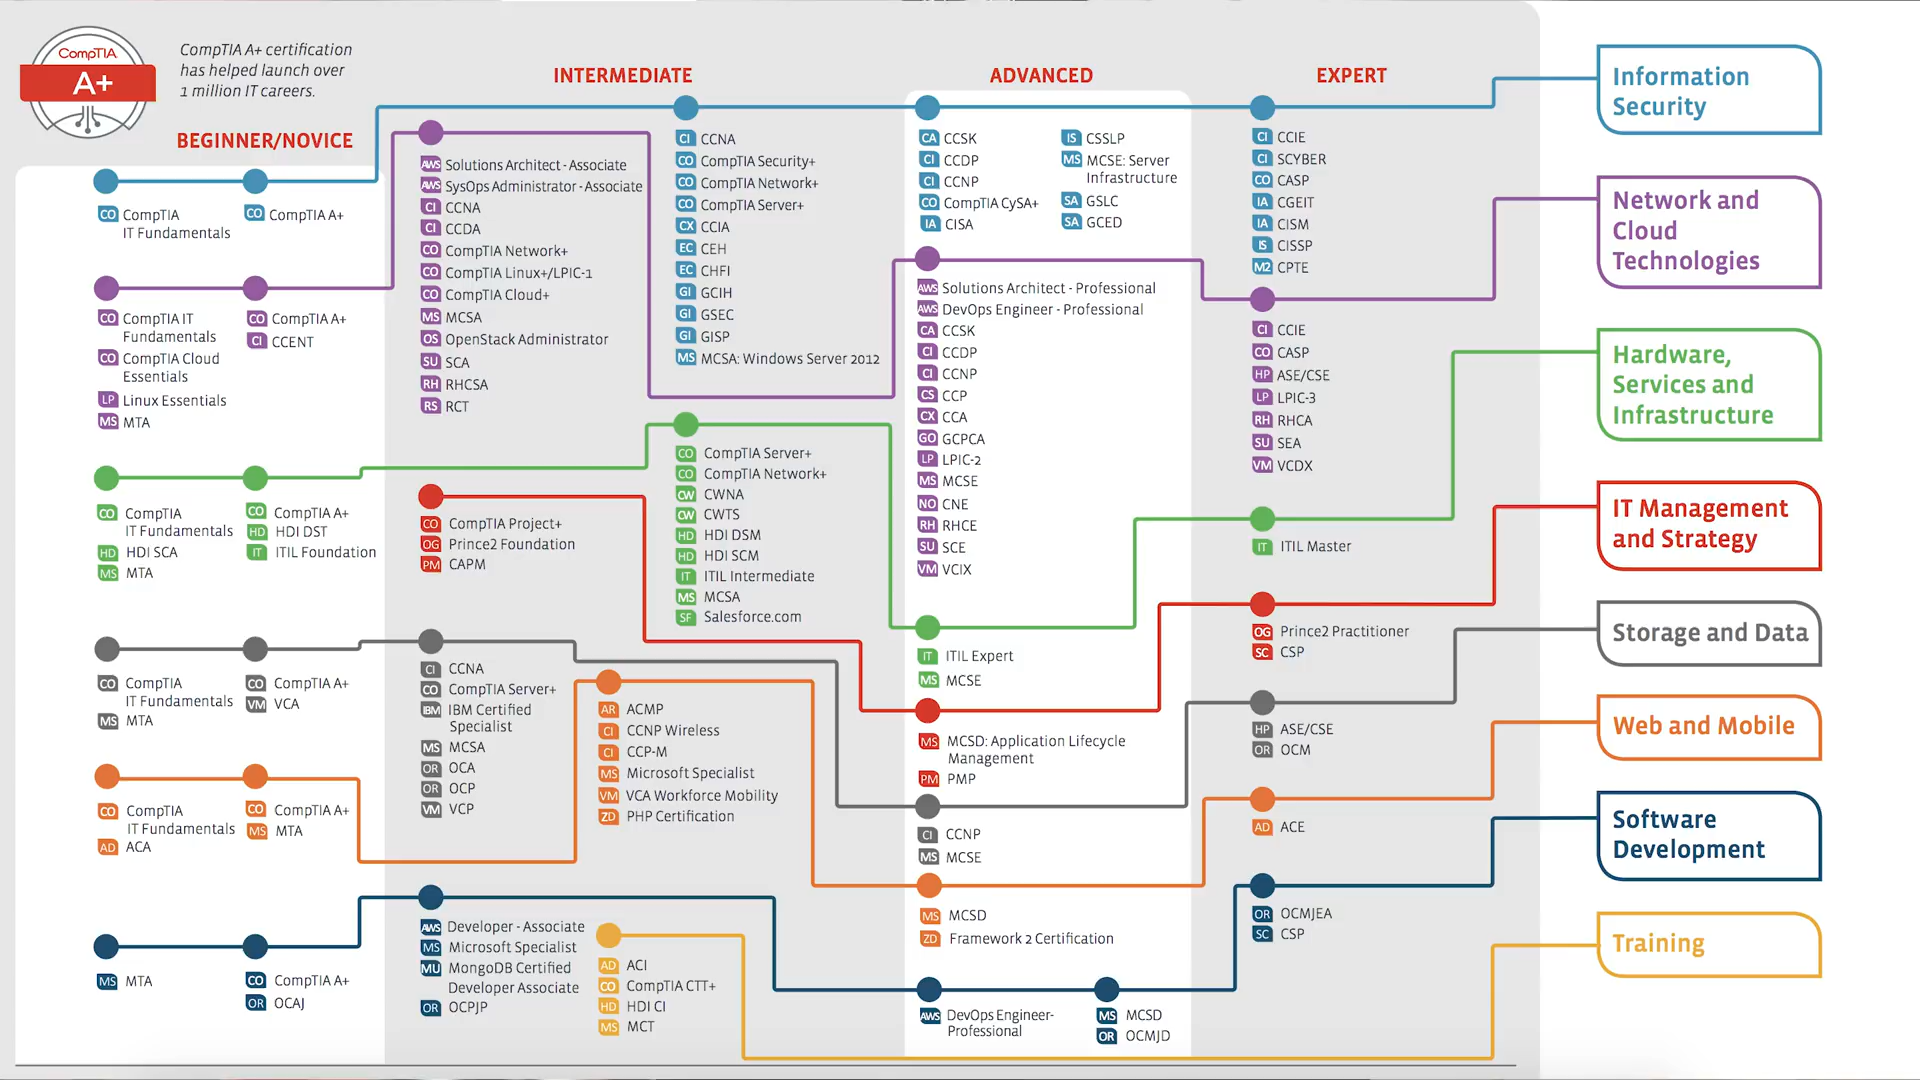 CompTIA
A+
CompTIA A+ certification
has helped launch over
1 million IT careers.
BEGINNER/NOVICE
INTERMEDIATE
ADVANCED
EXPERT
Information
Security
CO CompTIA
IT Fundamentals
CO CompTIA A+
CI CCNA
CO CompTIA Security+
CO CompTIA Network+
CO CompTIA Server+
CX CCIA
EC CEH
EC CHFI
GI GCIH
GI GSEC
GI GISP
MS MCSA: Windows Server 2012
CA CCSK
CI CCDP
CI CCNP
CO CompTIA CySA+
IA CISA
IS CSSLP
MS MCSE: Server
Infrastructure
SA GSLC
SA GCED
CI CCIE
CI SCYBER
CO CASP
IA CGEIT
IA CISM
IS CISSP
M2 CPTE
Network and
Cloud
Technologies
CO CompTIA IT
Fundamentals
CO CompTIA Cloud
Essentials
LP Linux Essentials
MS MTA
CO CompTIA A+
CI CCENT
AWS Solutions Architect - Associate
AWS SysOps Administrator - Associate
CI CCNA
CI CCDA
CO CompTIA Network+
CO CompTIA Linux+/LPIC-1
CO CompTIA Cloud+
MS MCSA
OS OpenStack Administrator
SU SCA
RH RHCSA
RS RCT
AWS Solutions Architect - Professional
AWS DevOps Engineer - Professional
CA CCSK
CI CCDP
CI CCNP
CS CCP
CX CCA
GO GCPCA
LP LPIC-2
MS MCSE
NO CNE
RH RHCE
SU SCE
VM VCIX
CI CCIE
CO CASP
HP ASE/CSE
LP LPIC-3
RH RHCA
SU SEA
VM VCDX
Hardware,
Services and
Infrastructure
CO CompTIA
IT Fundamentals
HD HDI SCA
MS MTA
CO CompTIA A+
HD HDI DST
IT ITIL Foundation
CO CompTIA Server+
CO CompTIA Network+
CW CWNA
CW CWTS
HD HDI DSM
HD HDI SCM
IT ITIL Intermediate
MS MCSA
SF Salesforce.com
IT ITIL Expert
MS MCSE
IT ITIL Master
IT Management
and Strategy
CO CompTIA Project+
OG Prince2 Foundation
PM CAPM
MS MCSD: Application Lifecycle
Management
PM PMP
OG Prince2 Practitioner
SC CSP
Storage and Data
CO CompTIA
IT Fundamentals
MS MTA
CO CompTIA A+
VM VCA
CI CCNA
CO CompTIA Server+
IBM IBM Certified
Specialist
MS MCSA
OR OCA
OR OCP
VM VCP
CI CCNP
MS MCSE
HP ASE/CSE
OR OCM
Web and Mobile
CO CompTIA
IT Fundamentals
AD ACA
CO CompTIA A+
MS MTA
AR ACMP
CI CCNP Wireless
CI CCP-M
MS Microsoft Specialist
VM VCA Workforce Mobility
ZD PHP Certification
MS MCSD
ZD Framework 2 Certification
AD ACE
Software
Development
MS MTA
CO CompTIA A+
OR OCAJ
AWS Developer - Associate
MS Microsoft Specialist
MU MongoDB Certified
Developer Associate
OR OCPJP
AWS DevOps Engineer-
Professional
MS MCSD
OR OCMJD
OR OCMJEA
SC CSP
Training
AD ACI
CO CompTIA CTT+
HD HDI CI
MS MCT